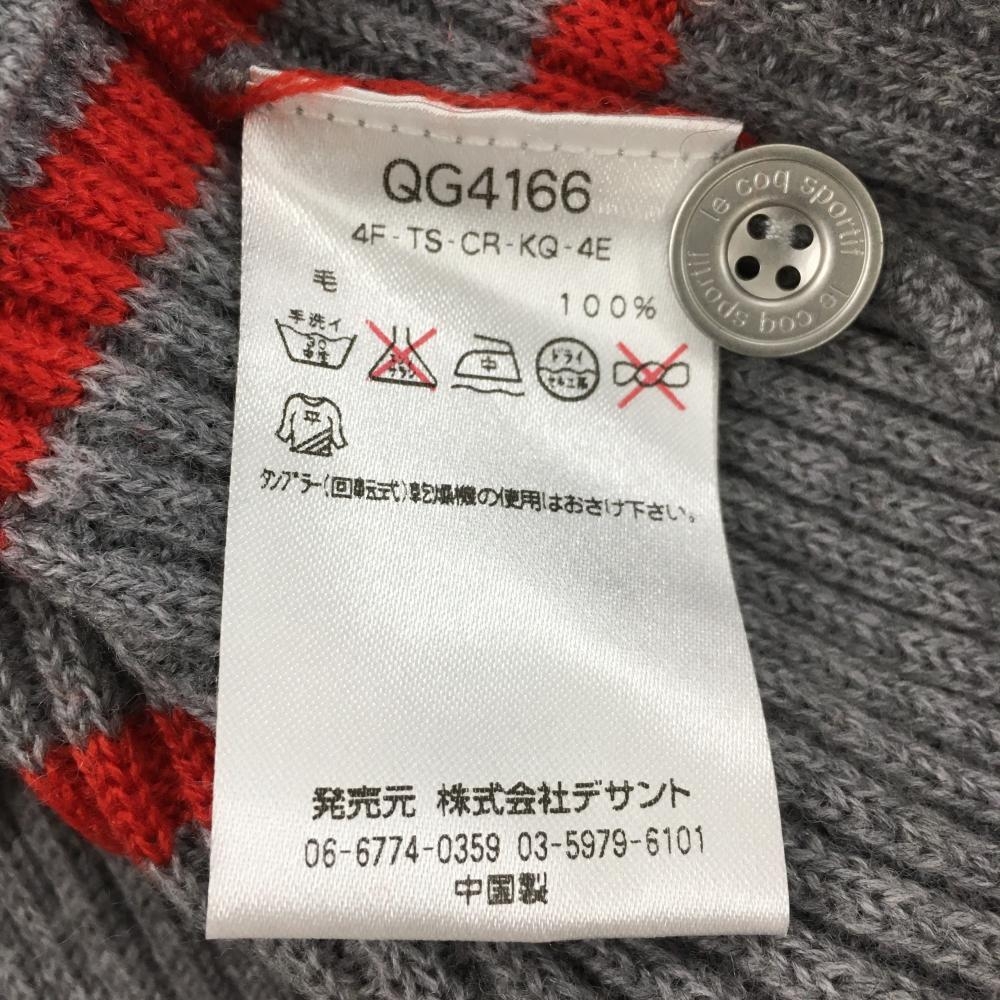 QG4166
4F-TS-CR-KQ-4E
毛
100%
手洗イ
30
中
ドライ
セキユ系
平
タンブラー(回転式)乾燥機の使用はおさけ下さい。
発売元 株式会社デサント
06-6774-0359 03-5979-6101
中国製
le coq sportif
le coq sportif